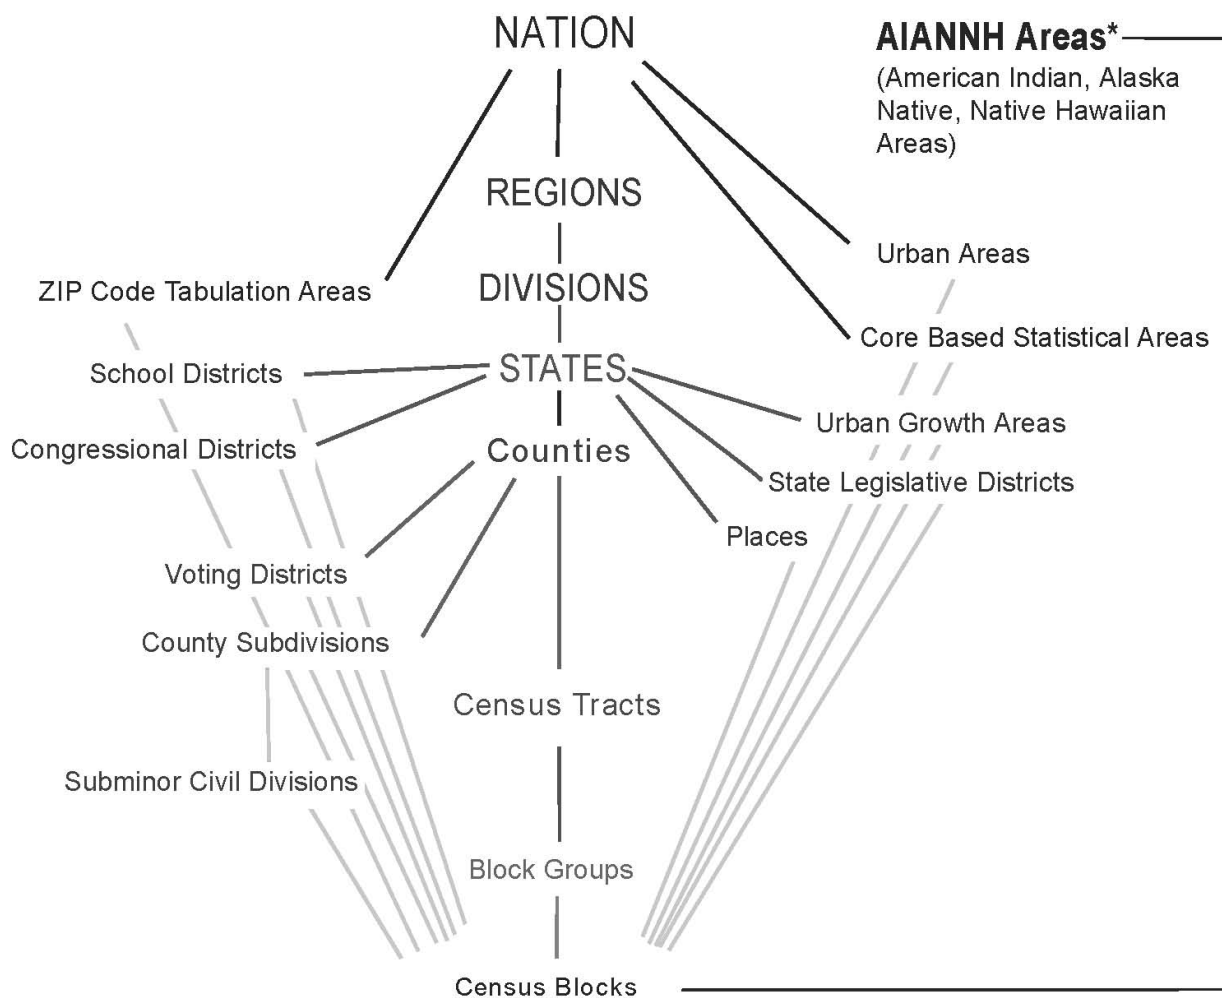 NATION
AIANNH Areas*
(American Indian, Alaska
Native, Native Hawaiian
Areas)
REGIONS
Urban Areas
ZIP Code Tabulation Areas
DIVISIONS
Core Based Statistical Areas
School Districts
STATES
Urban Growth Areas
Congressional Districts
Counties
State Legislative Districts
Places
Voting Districts
County Subdivisions
Census Tracts
Subminor Civil Divisions
Block Groups
Census Blocks